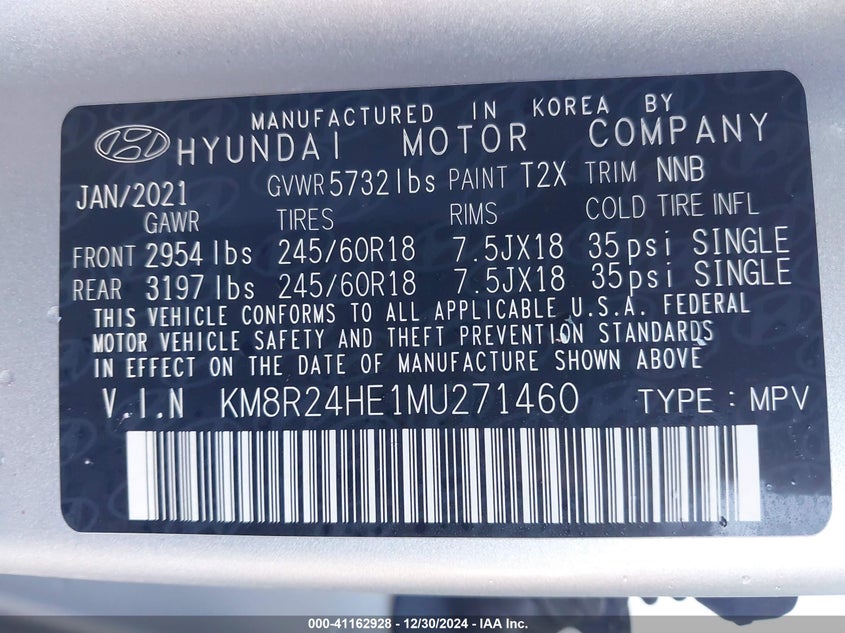 MANUFACTURED IN KOREA BY
HYUNDAI MOTOR COMPANY
JAN/2021 GVWR 5732 lbs PAINT T2X TRIM NNB
GAWR TIRES RIMS COLD TIRE INFL
FRONT 2954 lbs 245/60R18 7.5JX18 35psi SINGLE
REAR 3197 lbs 245/60R18 7.5JX18 35psi SINGLE
THIS VEHICLE CONFORMS TO ALL APPLICABLE U.S.A. FEDERAL
MOTOR VEHICLE SAFETY AND THEFT PREVENTION STANDARDS
IN EFFECT ON THE DATE OF MANUFACTURE SHOWN ABOVE
V.I.N KM8R24HE1MU271460 TYPE : MPV
000-41162928 - 12/30/2024 - IAA Inc.